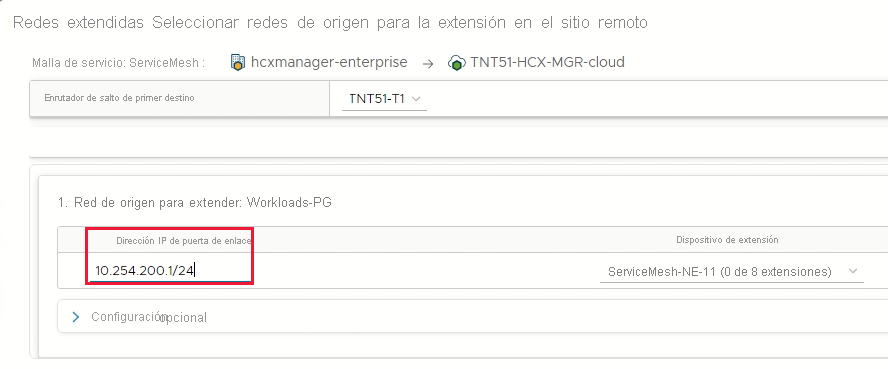 Redes extendidas Seleccionar redes de origen para la extensión en el sitio remoto
Malla de servicio: ServiceMesh : hcxmanager-enterprise → TNT51-HCX-MGR-cloud
Enrutador de salto de primer destino TNT51-T1
1. Red de origen para extender: Workloads-PG
Dirección IP de puerta de enlace Dispositivo de extensión
10.254.200.1/24 ServiceMesh-NE-11 (0 de 8 extensiones)
Configuración opcional